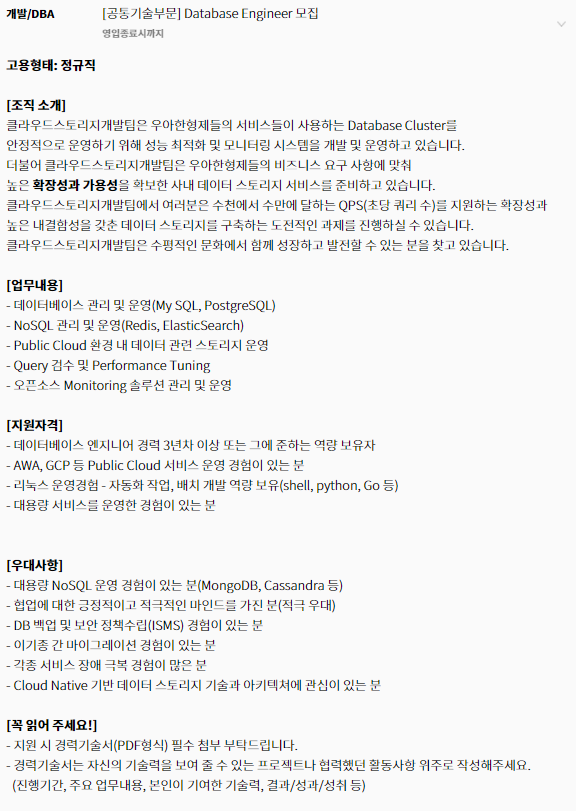 개발/DBA
[공통기술부문] Database Engineer 모집
영입종료시까지
고용형태: 정규직
[조직 소개]
클라우드스토리지개발팀은 우아한형제들의 서비스들이 사용하는 Database Cluster를
안정적으로 운영하기 위해 성능 최적화 및 모니터링 시스템을 개발 및 운영하고 있습니다.
더불어 클라우드스토리지개발팀은 우아한형제들의 비즈니스 요구 사항에 맞춰
높은 확장성과 가용성을 확보한 사내 데이터 스토리지 서비스를 준비하고 있습니다.
클라우드스토리지개발팀에서 여러분은 수천에서 수만에 달하는 QPS(초당 쿼리 수)를 지원하는 확장성과
높은 내결함성을 갖춘 데이터 스토리지를 구축하는 도전적인 과제를 진행하실 수 있습니다.
클라우드스토리지개발팀은 수평적인 문화에서 함께 성장하고 발전할 수 있는 분을 찾고 있습니다.
[업무내용]
- 데이터베이스 관리 및 운영(My SQL, PostgreSQL)
- NoSQL 관리 및 운영(Redis, ElasticSearch)
- Public Cloud 환경 내 데이터 관련 스토리지 운영
- Query 검수 및 Performance Tuning
- 오픈소스 Monitoring 솔루션 관리 및 운영
[지원자격]
- 데이터베이스 엔지니어 경력 3년차 이상 또는 그에 준하는 역량 보유자
- AWA, GCP 등 Public Cloud 서비스 운영 경험이 있는 분
- 리눅스 운영경험 - 자동화 작업, 배치 개발 역량 보유(shell, python, Go 등)
- 대용량 서비스를 운영한 경험이 있는 분
[우대사항]
- 대용량 NoSQL 운영 경험이 있는 분(MongoDB, Cassandra 등)
- 협업에 대한 긍정적이고 적극적인 마인드를 가진 분(적극 우대)
- DB 백업 및 보안 정책수립(ISMS) 경험이 있는 분
- 이기종 간 마이그레이션 경험이 있는 분
- 각종 서비스 장애 극복 경험이 많은 분
- Cloud Native 기반 데이터 스토리지 기술과 아키텍쳐에 관심이 있는 분
[꼭 읽어 주세요!]
- 지원 시 경력기술서(PDF형식) 필수 첨부 부탁드립니다.
- 경력기술서는 자신의 기술력을 보여 줄 수 있는 프로젝트나 협력했던 활동사항 위주로 작성해주세요.
(진행기간, 주요 업무내용, 본인이 기여한 기술력, 결과/성과/성취 등)